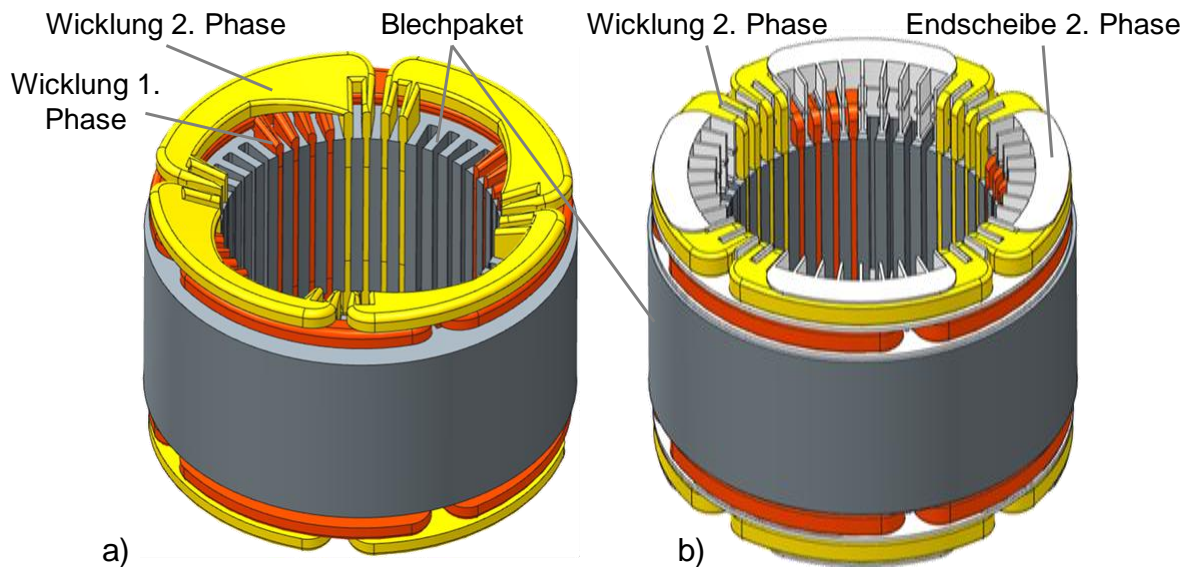 Wicklung 2. Phase
Blechpaket
Wicklung 2. Phase
Endscheibe 2. Phase
Wicklung 1.
Phase
a)
b)